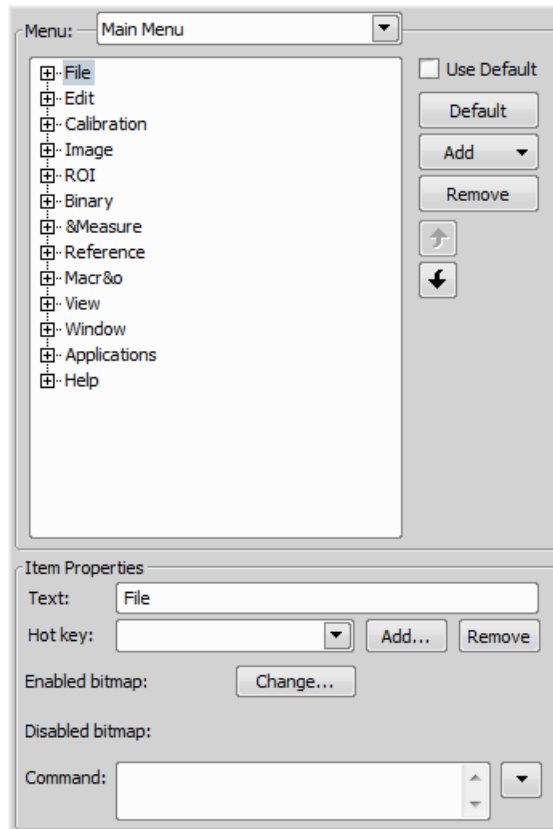 Menu: Main Menu
Use Default
File
Edit
Default
Calibration
Image
Add
ROI
Binary
Remove
&Measure
Reference
Macr&o
View
Window
Applications
Help
Item Properties
Text: File
Hot key: Add... Remove
Enabled bitmap: Change...
Disabled bitmap:
Command: